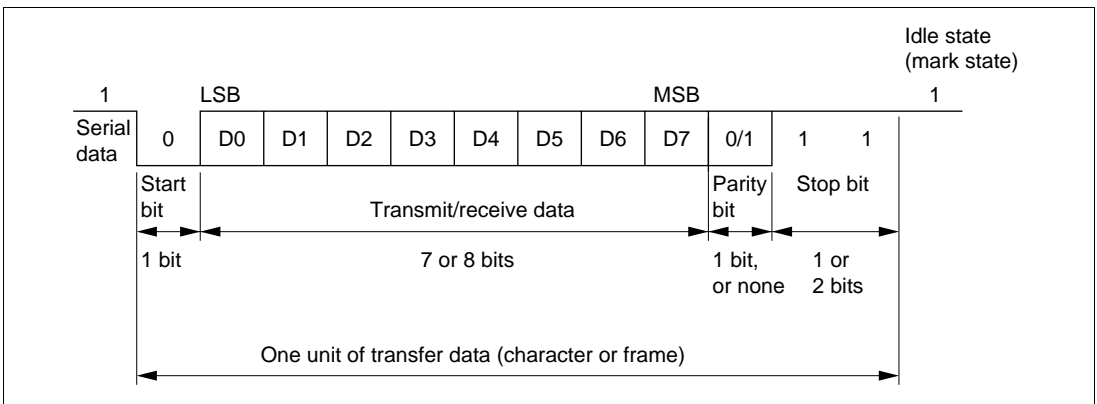 Idle state
(mark state)
1 LSB MSB 1
Serial
data
0 D0 D1 D2 D3 D4 D5 D6 D7 0/1 1 1
Start
bit
Transmit/receive data
Parity
bit
Stop bit
1 bit
7 or 8 bits
1 bit,
or none
1 or
2 bits
One unit of transfer data (character or frame)